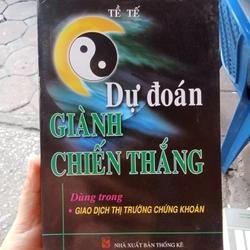 TỀ TẾ
Dự đoán
GIÀNH
CHIẾN THẮNG
Dùng trong
• GIAO DỊCH THỊ TRƯỜNG CHỨNG KHOÁN
NHÀ XUẤT BẢN THỐNG KÊ